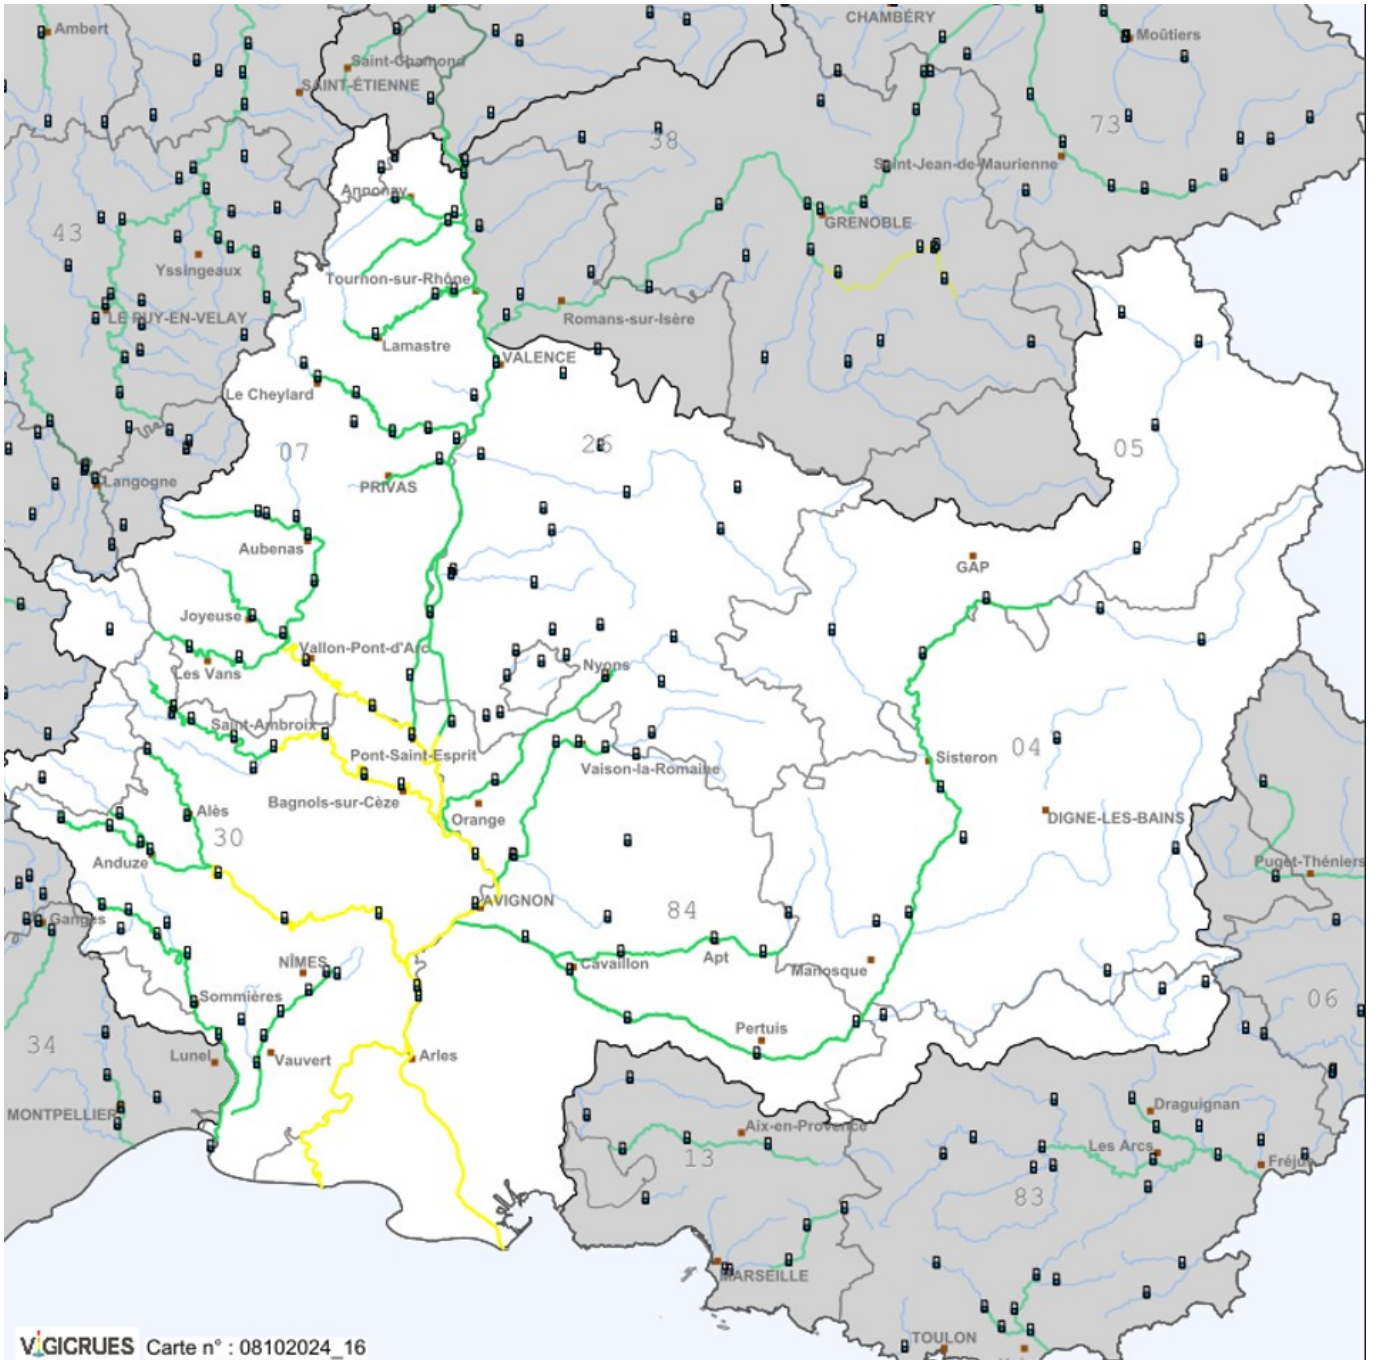 CHAMBÉRY
Ambert
Moûtiers
Saint-Chamond
SAINT-ÉTIENNE
73
38
Saint-Jean-de-Maurienne
Annonay
GRENOBLE
43
Yssingeaux
Tournon-sur-Rhône
LE PUY-EN-VELAY
Romans-sur-Isère
Lamastre
VALENCE
Le Cheylard
07
26
05
Langogne
PRIVAS
Aubenas
GAP
Joyeuse
Vallon-Pont-d'Arc
Les Vans
Nyons
Saint-Ambroix
04
Pont-Saint-Esprit
Sisteron
Vaison-la-Romaine
Bagnols-sur-Cèze
Alès
Orange
DIGNE-LES-BAINS
30
Anduze
Puget-Théniers
AVIGNON
84
Ganges
Apt
NÎMES
Cavaillon
Manosque
Sommières
06
Pertuis
34
Lunel
Vauvert
Arles
MONTPELLIER
Draguignan
Aix-en-Provence
Les Arcs
13
Fréjus
83
MARSEILLE
TOULON
VIGICRUES Carte n° : 08102024_16